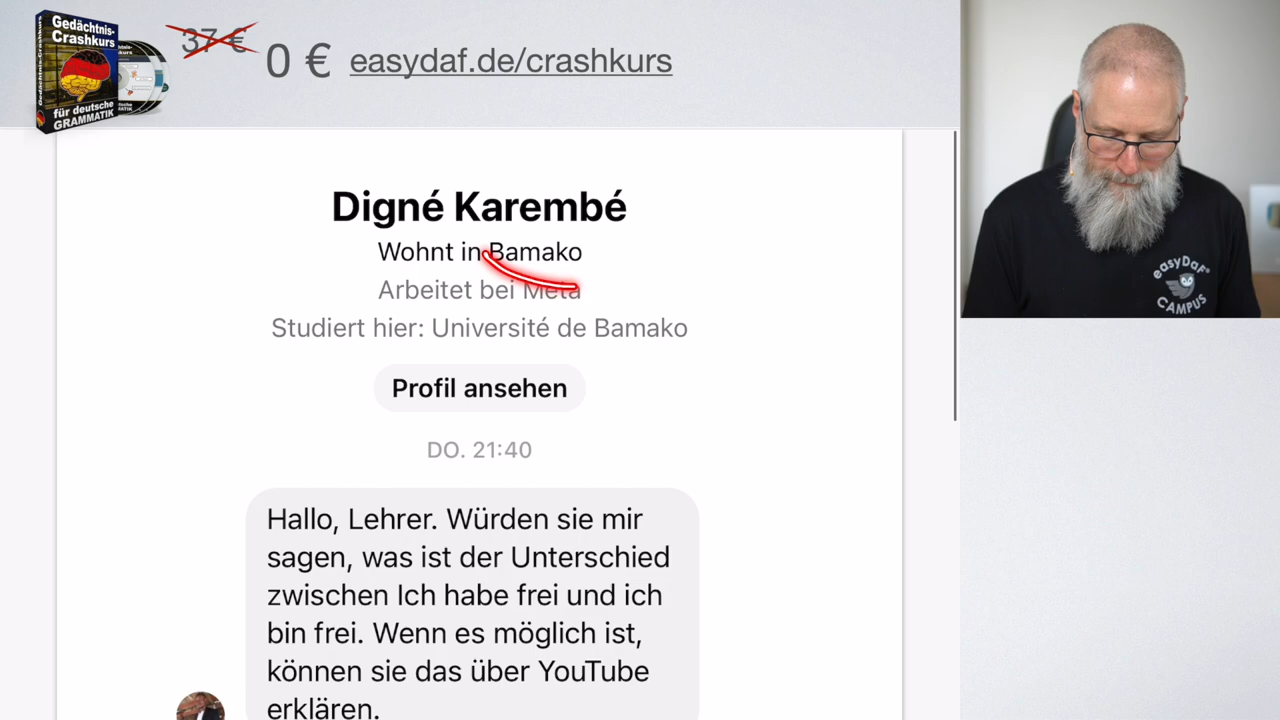 Gedächtnis-
Crashkurs
für deutsche
GRAMMATIK
37 €
0 € easydaf.de/crashkurs
easyDaF®
CAMPUS
Digné Karembé
Wohnt in Bamako
Arbeitet bei Meta
Studiert hier: Université de Bamako
Profil ansehen
DO. 21:40
Hallo, Lehrer. Würden sie mir
sagen, was ist der Unterschied
zwischen Ich habe frei und ich
bin frei. Wenn es möglich ist,
können sie das über YouTube
erklären.